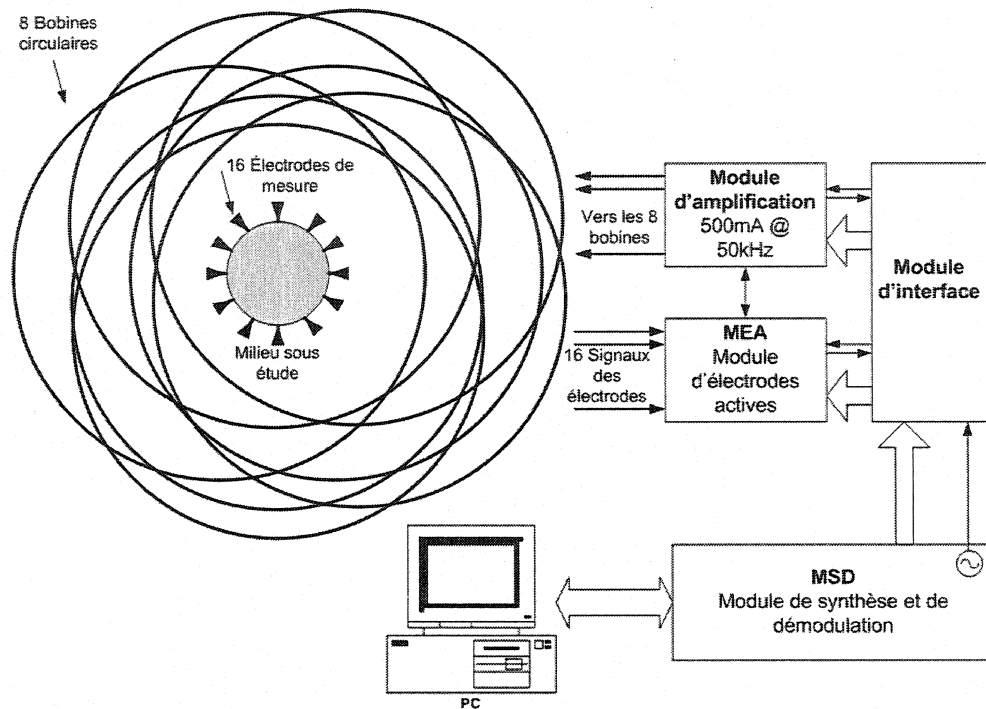 8 Bobines
circulaires
16 Électrodes de
mesure
Milieu sous
étude
Vers les 8
bobines
16 Signaux
des
électrodes
Module
d'amplification
500mA @
50kHz
MEA
Module
d'électrodes
actives
Module
d'interface
MSD
Module de synthèse et de
démodulation
PC